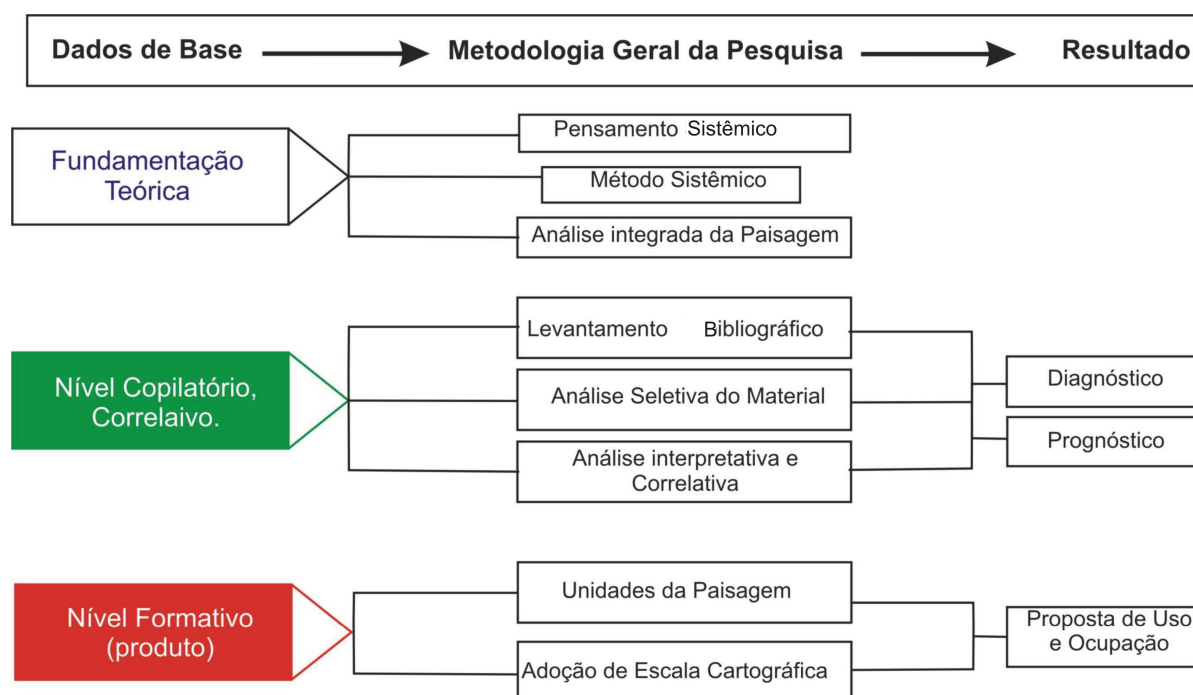 Dados de Base Metodologia Geral da Pesquisa Resultado
Fundamentação
Teórica
Pensamento Sistêmico
Método Sistêmico
Análise integrada da Paisagem
Nível Copilatório,
Correlaivo.
Levantamento Bibliográfico
Análise Seletiva do Material
Análise interpretativa e
Correlativa
Diagnóstico
Prognóstico
Nível Formativo
(produto)
Unidades da Paisagem
Adoção de Escala Cartográfica
Proposta de Uso
e Ocupação